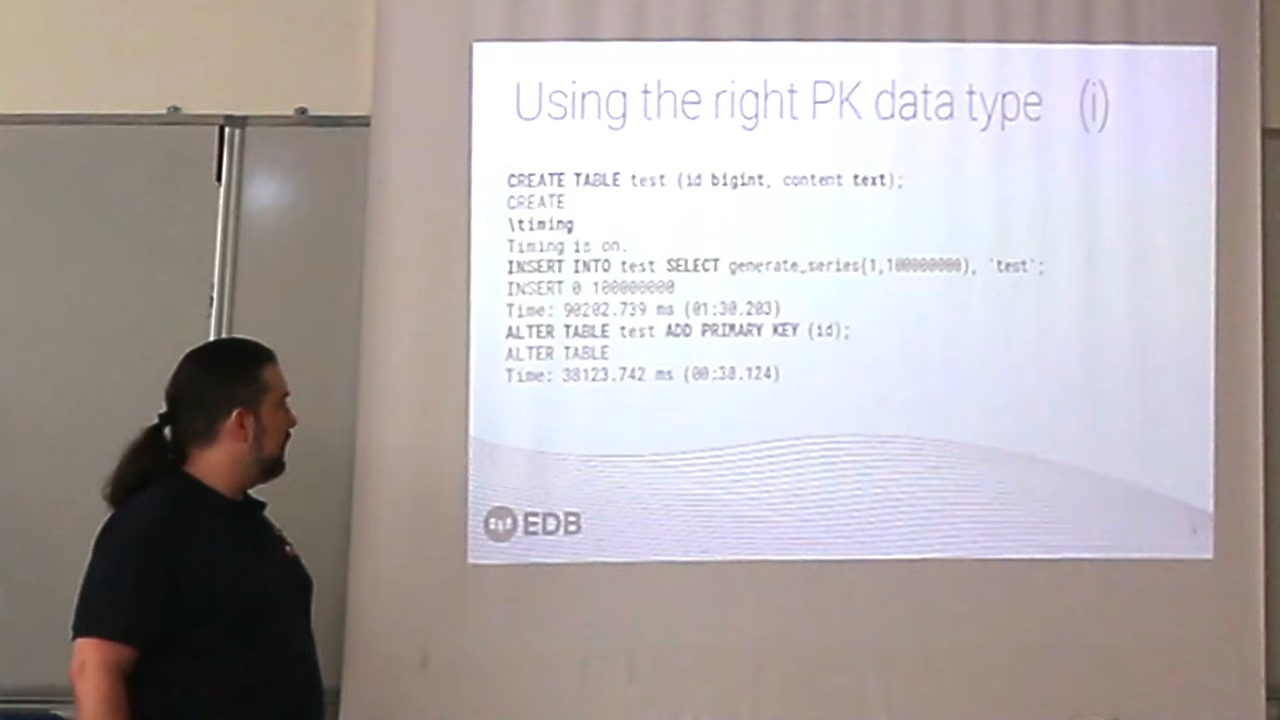 Using the right PK data type (i)
CREATE TABLE test (id bigint, content text);
CREATE
\timing
Timing is on.
INSERT INTO test SELECT generate_series(1,100000000), 'test';
INSERT 0 100000000
Time: 90202.739 ms (01:30.203)
ALTER TABLE test ADD PRIMARY KEY (id);
ALTER TABLE
Time: 38123.742 ms (00:38.124)
EDB